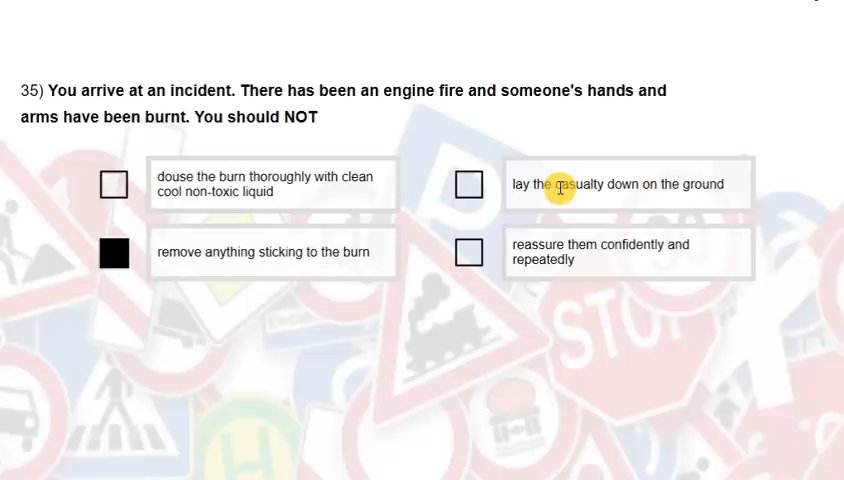 35) You arrive at an incident. There has been an engine fire and someone's hands and
arms have been burnt. You should NOT
douse the burn thoroughly with clean
cool non-toxic liquid
lay the casualty down on the ground
remove anything sticking to the burn
reassure them confidently and
repeatedly
STOP
H